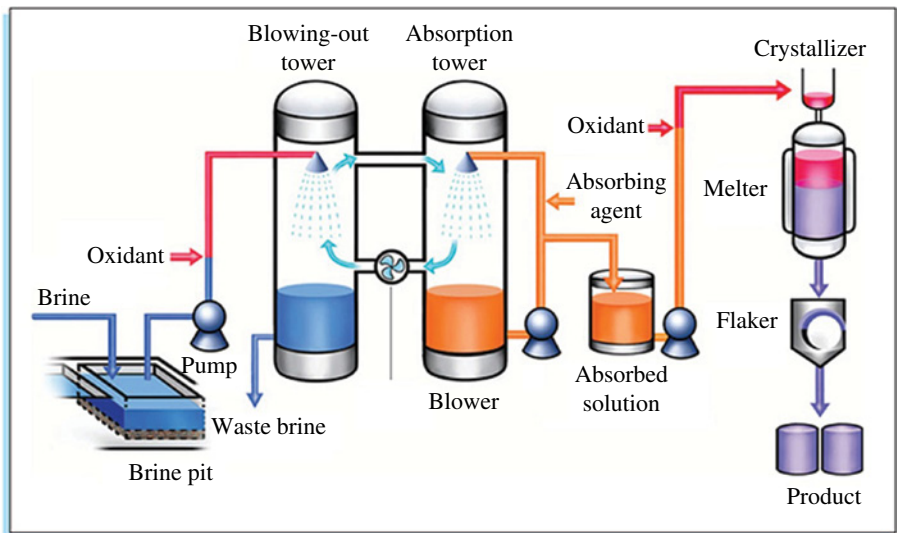 Blowing-out
tower
Absorption
tower
Crystallizer
Oxidant
Melter
Absorbing
agent
Oxidant
Brine
Flaker
Pump
Absorbed
solution
Blower
Waste brine
Brine pit
Product